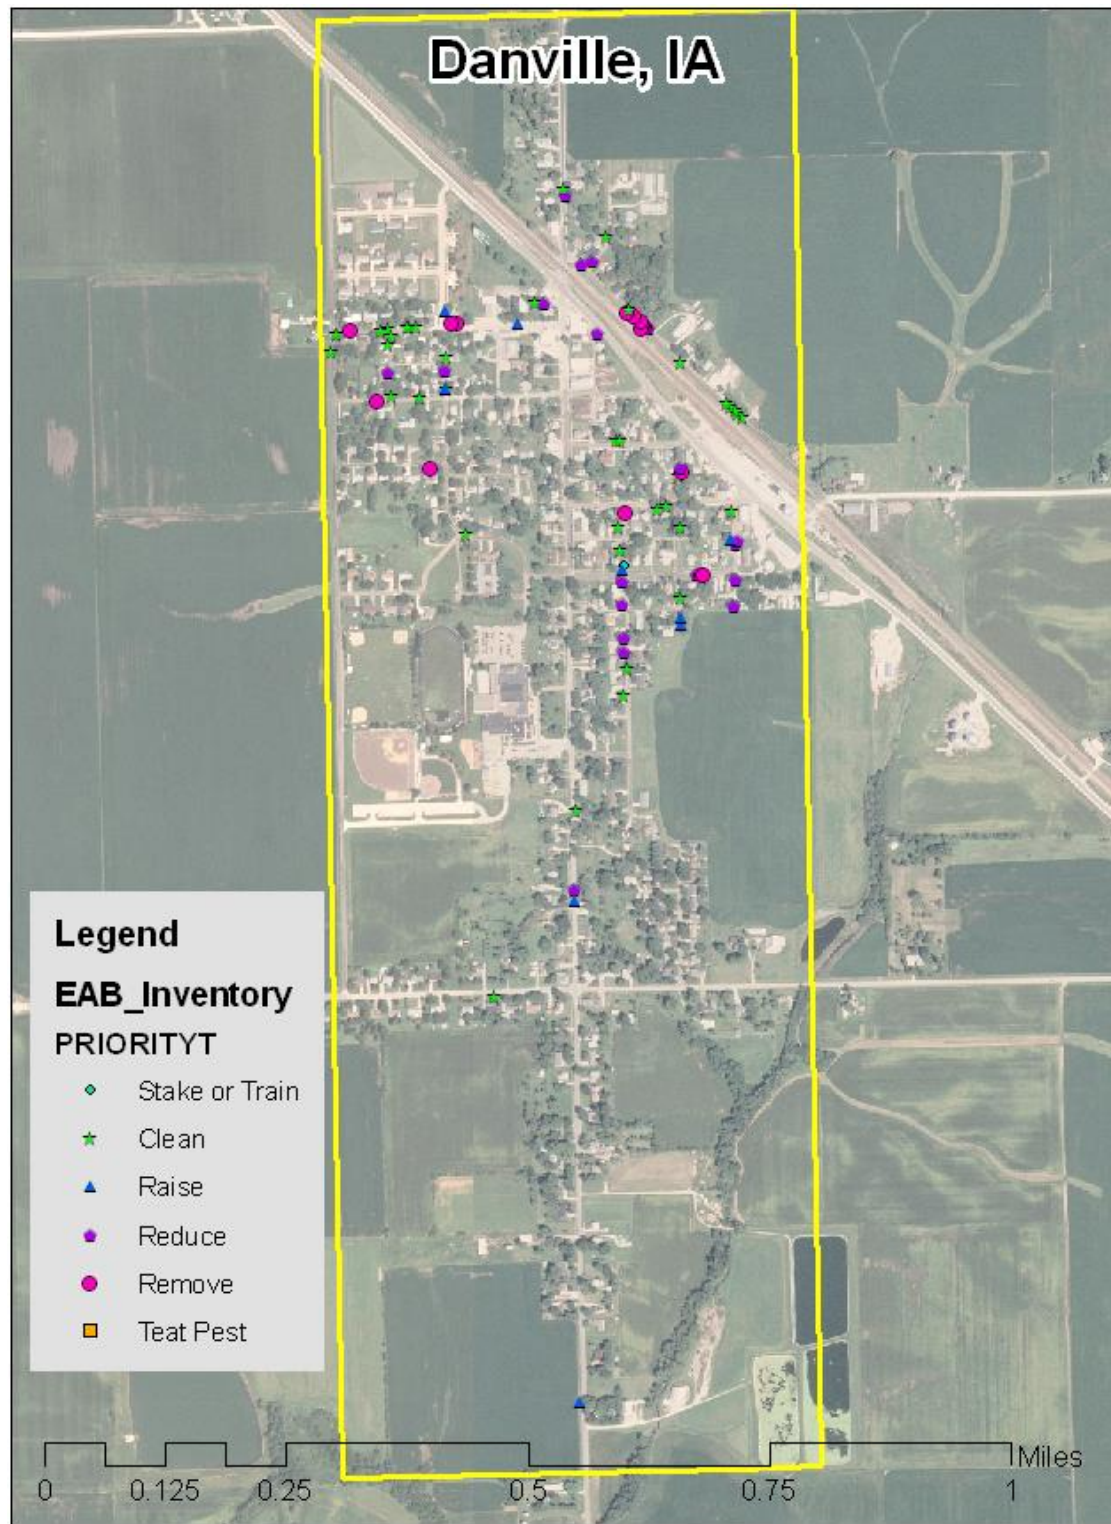 Danville, IA
Legend
EAB_Inventory
PRIORITYT
Stake or Train
Clean
Raise
Reduce
Remove
Teat Pest
Miles
0 0.125 0.25 0.5 0.75 1